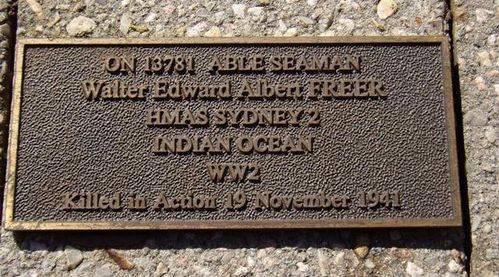 ON 13781 ABLE SEAMAN
Walter Edward Albert FREER
HMAS SYDNEY 2
INDIAN OCEAN
WW2
Killed in Action 19 November 1941